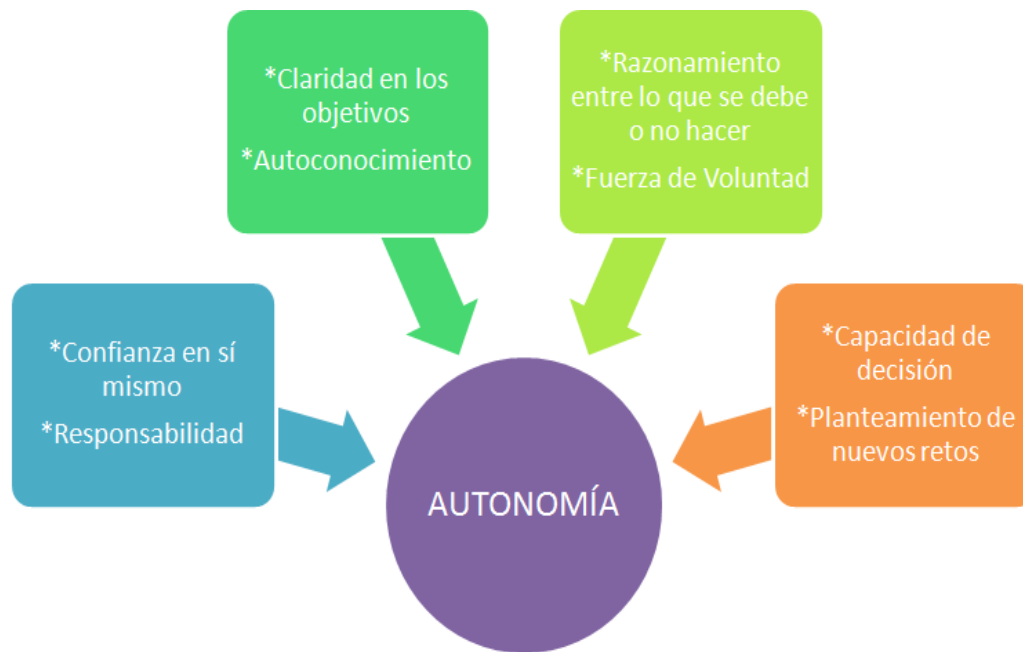 *Claridad en los
objetivos
*Autoconocimiento
*Razonamiento
entre lo que se debe
o no hacer
*Fuerza de Voluntad
*Confianza en sí
mismo
*Responsabilidad
*Capacidad de
decisión
*Planteamiento de
nuevos retos
AUTONOMÍA